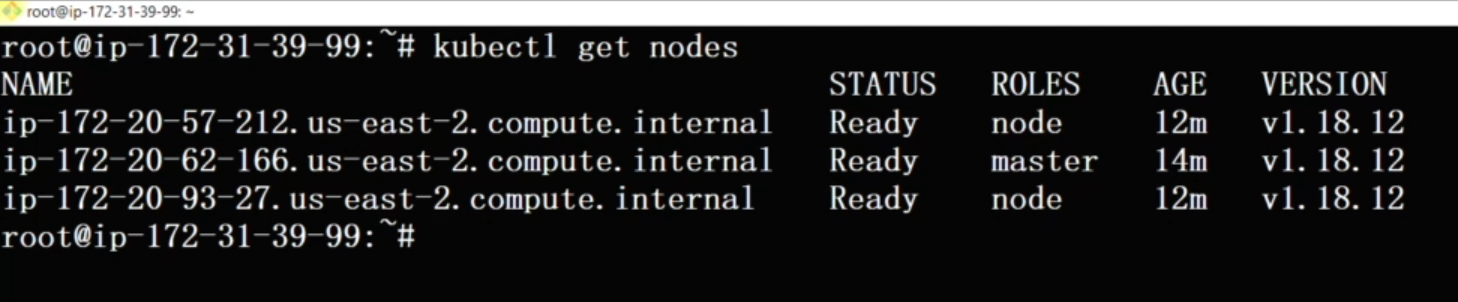 root@ip-172-31-39-99: ~
root@ip-172-31-39-99:~# kubectl get nodes
NAME STATUS ROLES AGE VERSION
ip-172-20-57-212.us-east-2.compute.internal Ready node 12m v1.18.12
ip-172-20-62-166.us-east-2.compute.internal Ready master 14m v1.18.12
ip-172-20-93-27.us-east-2.compute.internal Ready node 12m v1.18.12
root@ip-172-31-39-99:~#